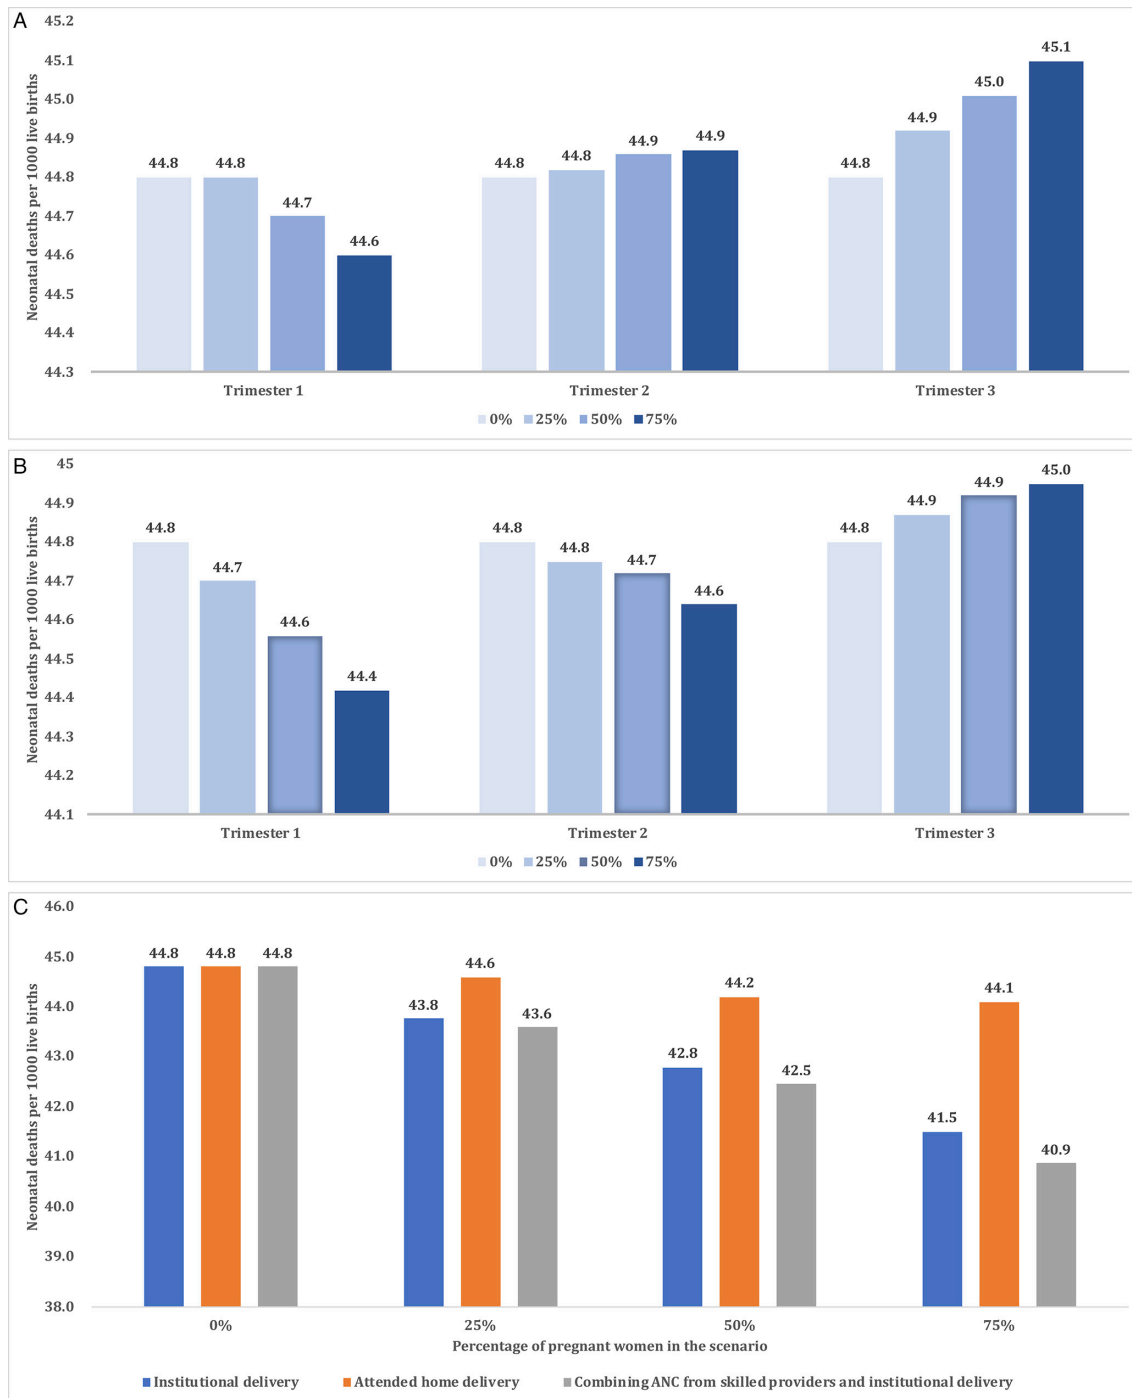 A
Neonatal deaths per 1000 live births
45.2
45.1
45.0
44.9
44.8
44.7
44.6
44.5
44.4
44.3
44.8 44.8 44.7 44.6
44.8 44.8 44.9 44.9
44.8 44.9 45.0 45.1
Trimester 1 Trimester 2 Trimester 3
0% 25% 50% 75%
B
Neonatal deaths per 1000 live births
45
44.9
44.8
44.7
44.6
44.5
44.4
44.3
44.2
44.1
44.8 44.7 44.6 44.4
44.8 44.8 44.7 44.6
44.8 44.9 44.9 45.0
Trimester 1 Trimester 2 Trimester 3
0% 25% 50% 75%
C
Neonatal deaths per 1000 live births
46.0
45.0
44.0
43.0
42.0
41.0
40.0
39.0
38.0
44.8 44.8 44.8
43.8 44.6 43.6
42.8 44.2 42.5
41.5 44.1 40.9
0% 25% 50% 75%
Percentage of pregnant women in the scenario
Institutional delivery Attended home delivery Combining ANC from skilled providers and institutional delivery